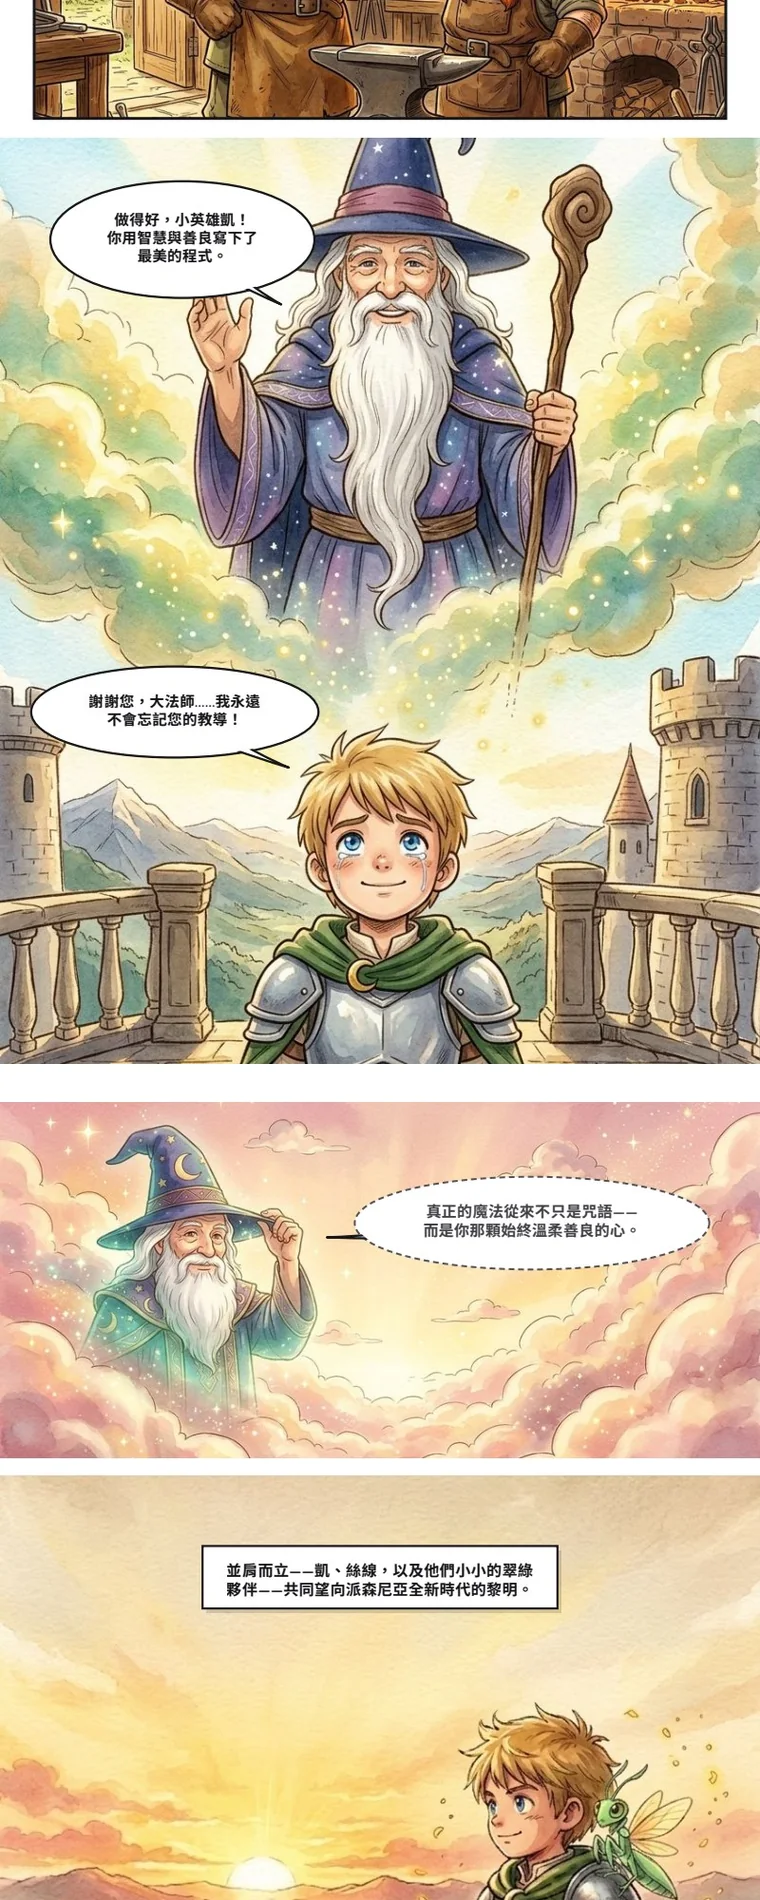 做得好，小英雄凱！
你用智慧與善良寫下了
最美的程式。
謝謝您，大法師......我永遠
不會忘記您的教導！
真正的魔法從來不只是咒語——
而是你那顆始終溫柔善良的心。
並肩而立——凱、絲線，以及他們小小的翠綠
夥伴——共同望向派森尼亞全新時代的黎明。